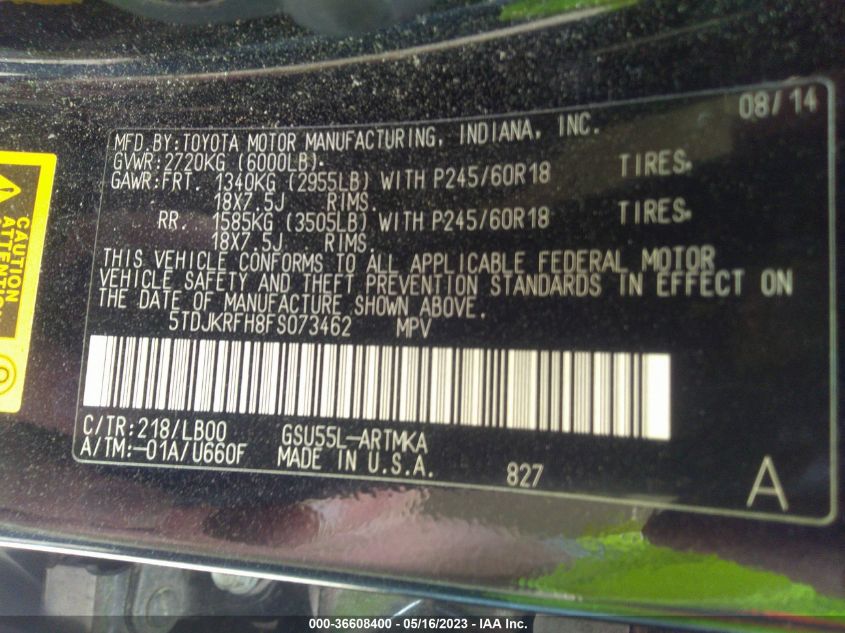 08/14
MFD.BY:TOYOTA MOTOR MANUFACTURING, INDIANA, INC.
GVWR:2720KG (6000LB).
GAWR:FRT. 1340KG (2955LB) WITH P245/60R18 TIRES.
18X7.5J RIMS.
RR. 1585KG (3505LB) WITH P245/60R18 TIRES.
18X7.5J RIMS.
THIS VEHICLE CONFORMS TO ALL APPLICABLE FEDERAL MOTOR
VEHICLE SAFETY AND THEFT PREVENTION STANDARDS IN EFFECT ON
THE DATE OF MANUFACTURE SHOWN ABOVE.
5TDJKRFH8FS073462 MPV
C/TR:218/LB00 GSU55L-ARTMKA
A/TM:-01A/U660F MADE IN U.S.A. 827
A
CAUTION
ATTENTION
000-36608400 - 05/16/2023 - IAA Inc.